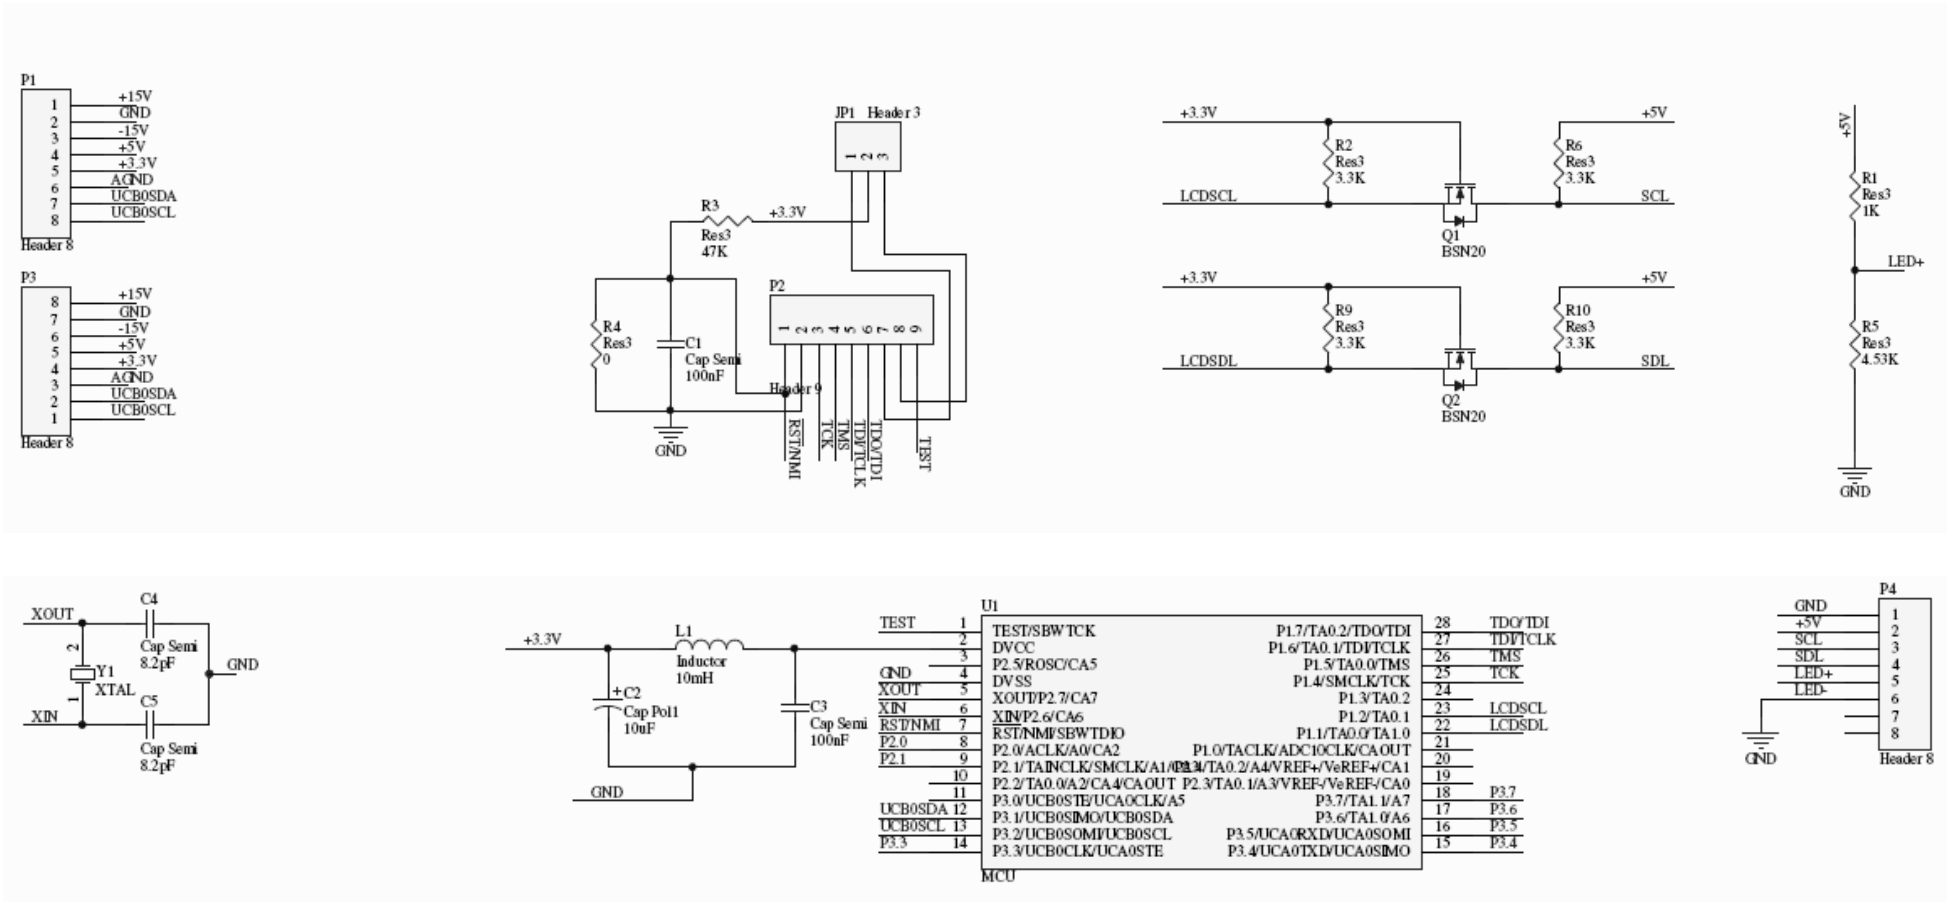 P1
1 +15V
2 GND
3 -15V
4 +5V
5 +3.3V
6 AGND
7 UCB0SDA
8 UCB0SCL
Header 8
P3
8 +15V
7 GND
6 -15V
5 +5V
4 +3.3V
3 AGND
2 UCB0SDA
1 UCB0SCL
Header 8
JP1 Header 3
1 2 3
R3
Res3
47K
+3.3V
R4
Res3
0
C1
Cap Semi
100nF
GND
P2
1 2 3 4 5 6 7 8 9
Header 9
RST/NMI
TCK
TMS
TDI/TCLK
TDO/TDI
TEST
+3.3V
R2
Res3
3.3K
LCDSCL
+5V
R6
Res3
3.3K
SCL
Q1
BSN20
+3.3V
R9
Res3
3.3K
LCDSDL
+5V
R10
Res3
3.3K
SDL
Q2
BSN20
+5V
R1
Res3
1K
LED+
R5
Res3
4.53K
GND
XOUT
C4
Cap Semi
8.2pF
2
Y1
XTAL
1
GND
XIN
C5
Cap Semi
8.2pF
+3.3V
L1
Inductor
10mH
+
C2
Cap Pol1
10uF
C3
Cap Semi
100nF
GND
U1
TEST 1 TEST/SBWTCK
2 DVCC
3 P2.5/ROSC/CA5
GND 4 DVSS
XOUT 5 XOUT/P2.7/CA7
XIN 6 XIN/P2.6/CA6
RST/NMI 7 RST/NMI/SBWTDIO
P2.0 8 P2.0/ACLK/A0/CA2
P2.1 9 P2.1/TAINCLK/SMCLK/A1/CA3
10 P2.2/TA0.0/A2/CA4/CAOUT
11 P3.0/UCB0STE/UCA0CLK/A5
UCB0SDA 12 P3.1/UCB0SIMO/UCB0SDA
UCB0SCL 13 P3.2/UCB0SOMI/UCB0SCL
P3.3 14 P3.3/UCB0CLK/UCA0STE
P1.7/TA0.2/TDO/TDI 28 TDO/TDI
P1.6/TA0.1/TDI/TCLK 27 TDI/TCLK
P1.5/TA0.0/TMS 26 TMS
P1.4/SMCLK/TCK 25 TCK
P1.3/TA0.2 24
P1.2/TA0.1 23 LCDSCL
P1.1/TA0.0/TA1.0 22 LCDSDL
P1.0/TACLK/ADC10CLK/CAOUT 21
P2.4/TA0.2/A4/VREF+/VeREF+/CA1 20
P2.3/TA0.1/A3/VREF-/VeREF-/CA0 19
P3.7/TA1.1/A7 18 P3.7
P3.6/TA1.0/A6 17 P3.6
P3.5/UCA0RXD/UCA0SOMI 16 P3.5
P3.4/UCA0TXD/UCA0SIMO 15 P3.4
MCU
P4
GND 1
+5V 2
SCL 3
SDL 4
LED+ 5
LED- 6
7
8
Header 8
GND